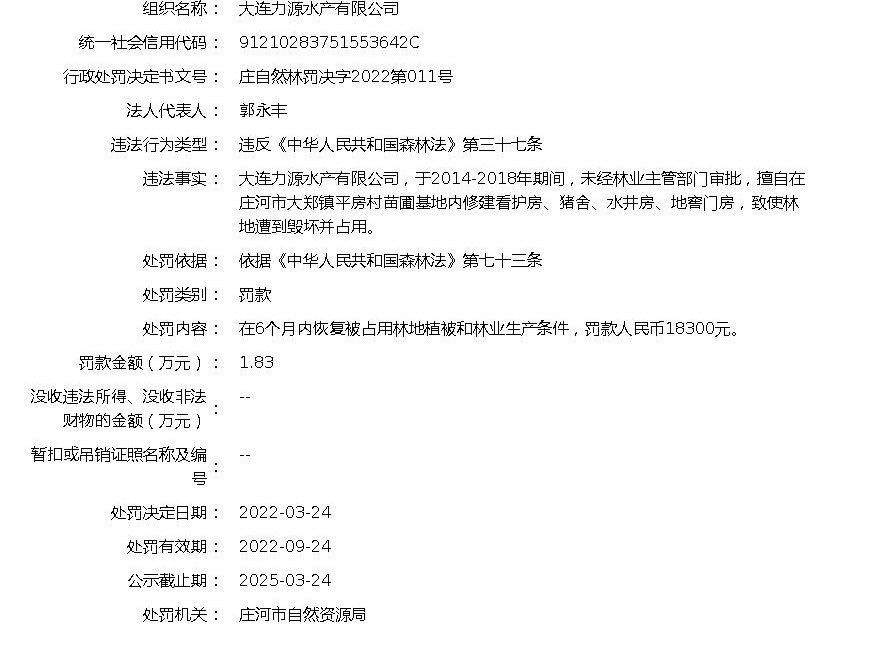 组织名称： 大连力源水产有限公司
统一社会信用代码： 91210283751553642C
行政处罚决定书文号： 庄自然林罚决字2022第011号
法人代表人： 郭永丰
违法行为类型： 违反《中华人民共和国森林法》第三十七条
违法事实： 大连力源水产有限公司，于2014-2018年期间，未经林业主管部门审批，擅自在
庄河市大郑镇平房村苗圃基地内修建看护房、猪舍、水井房、地窖门房，致使林
地遭到毁坏并占用。
处罚依据： 依据《中华人民共和国森林法》第七十三条
处罚类别： 罚款
处罚内容： 在6个月内恢复被占用林地植被和林业生产条件，罚款人民币18300元。
罚款金额（万元）： 1.83
没收违法所得、没收非法
财物的金额（万元）： --
暂扣或吊销证照名称及编
号： --
处罚决定日期： 2022-03-24
处罚有效期： 2022-09-24
公示截止期： 2025-03-24
处罚机关： 庄河市自然资源局